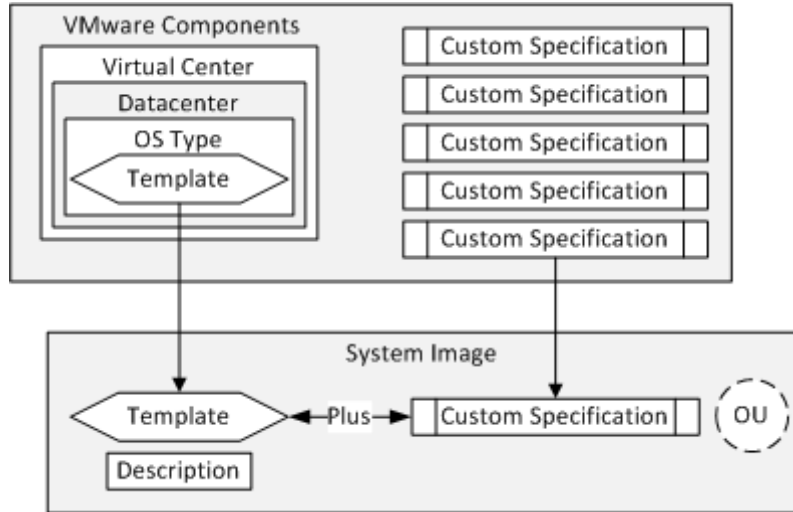 VMware Components
Virtual Center
Datacenter
OS Type
Template
Custom Specification
Custom Specification
Custom Specification
Custom Specification
Custom Specification
System Image
Template
Plus
Custom Specification
OU
Description